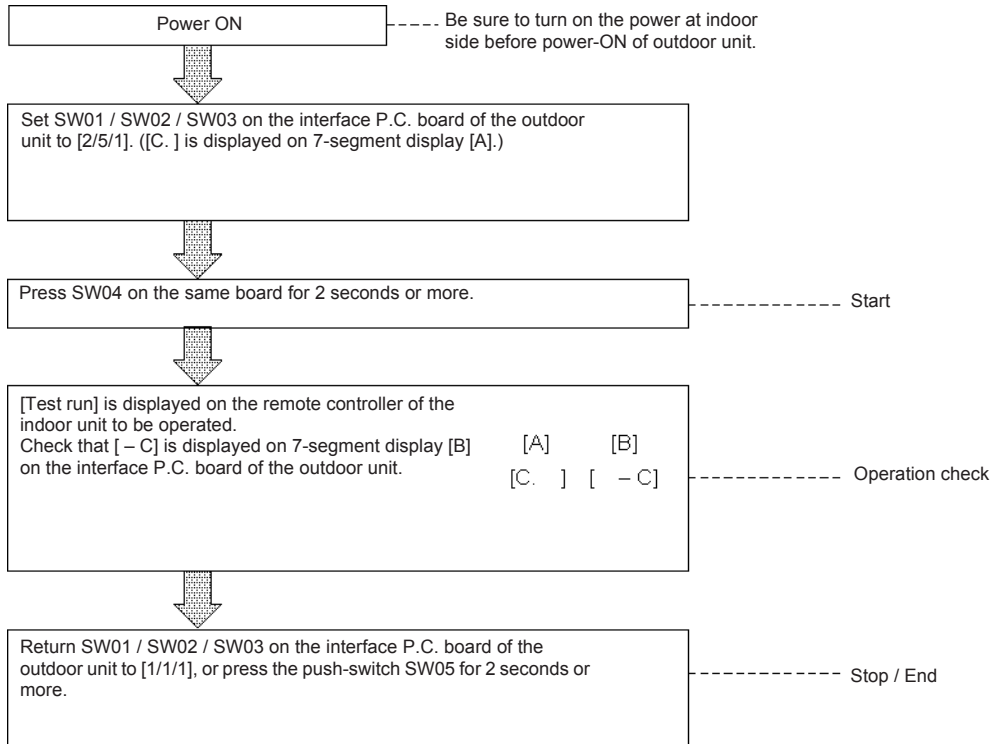 Power ON
Be sure to turn on the power at indoor
side before power-ON of outdoor unit.
Set SW01 / SW02 / SW03 on the interface P.C. board of the outdoor
unit to [2/5/1]. ([C. ] is displayed on 7-segment display [A].)
Press SW04 on the same board for 2 seconds or more.
Start
[Test run] is displayed on the remote controller of the
indoor unit to be operated.
Check that [ – C] is displayed on 7-segment display [B]
on the interface P.C. board of the outdoor unit.
[A] [B]
[C. ] [ – C]
Operation check
Return SW01 / SW02 / SW03 on the interface P.C. board of the
outdoor unit to [1/1/1], or press the push-switch SW05 for 2 seconds or
more.
Stop / End